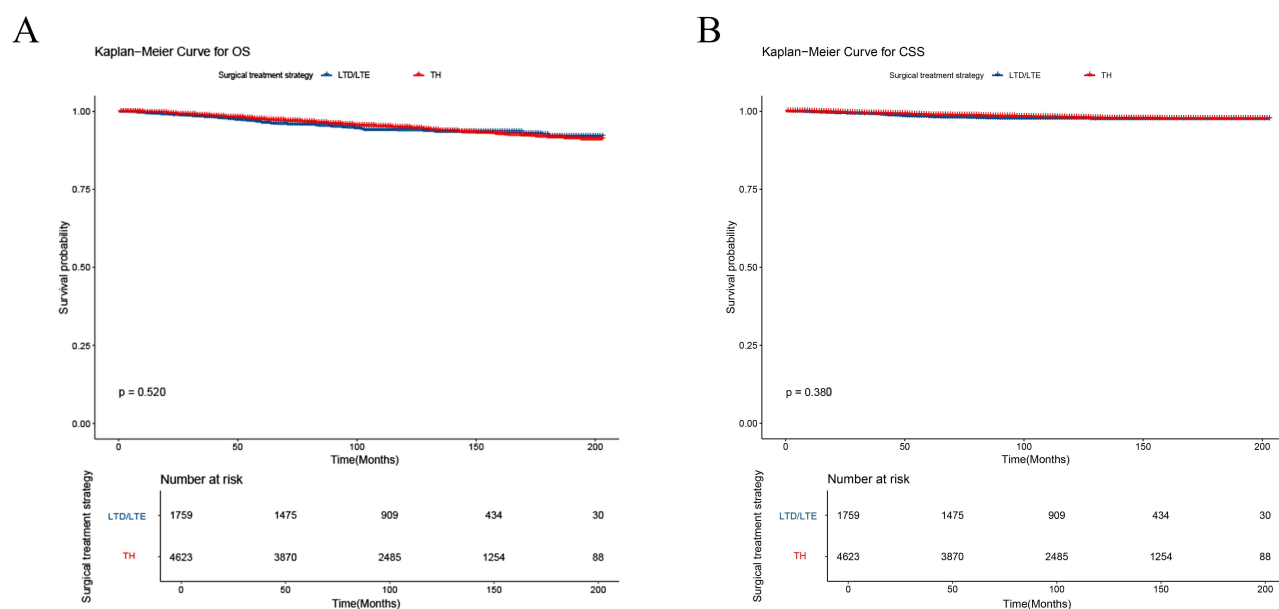 A
Kaplan−Meier Curve for OS
Surgical treatment strategy LTD/LTE TH
1.00
0.75
0.50
0.25
0.00
Survival probability
p = 0.520
0 50 100 150 200
Time(Months)
Number at risk
Surgical treatment strategy
LTD/LTE 1759 1475 909 434 30
TH 4623 3870 2485 1254 88
0 50 100 150 200
Time(Months)
B
Kaplan−Meier Curve for CSS
Surgical treatment strategy LTD/LTE TH
1.00
0.75
0.50
0.25
0.00
Survival probability
p = 0.380
0 50 100 150 200
Time(Months)
Number at risk
Surgical treatment strategy
LTD/LTE 1759 1475 909 434 30
TH 4623 3870 2485 1254 88
0 50 100 150 200
Time(Months)